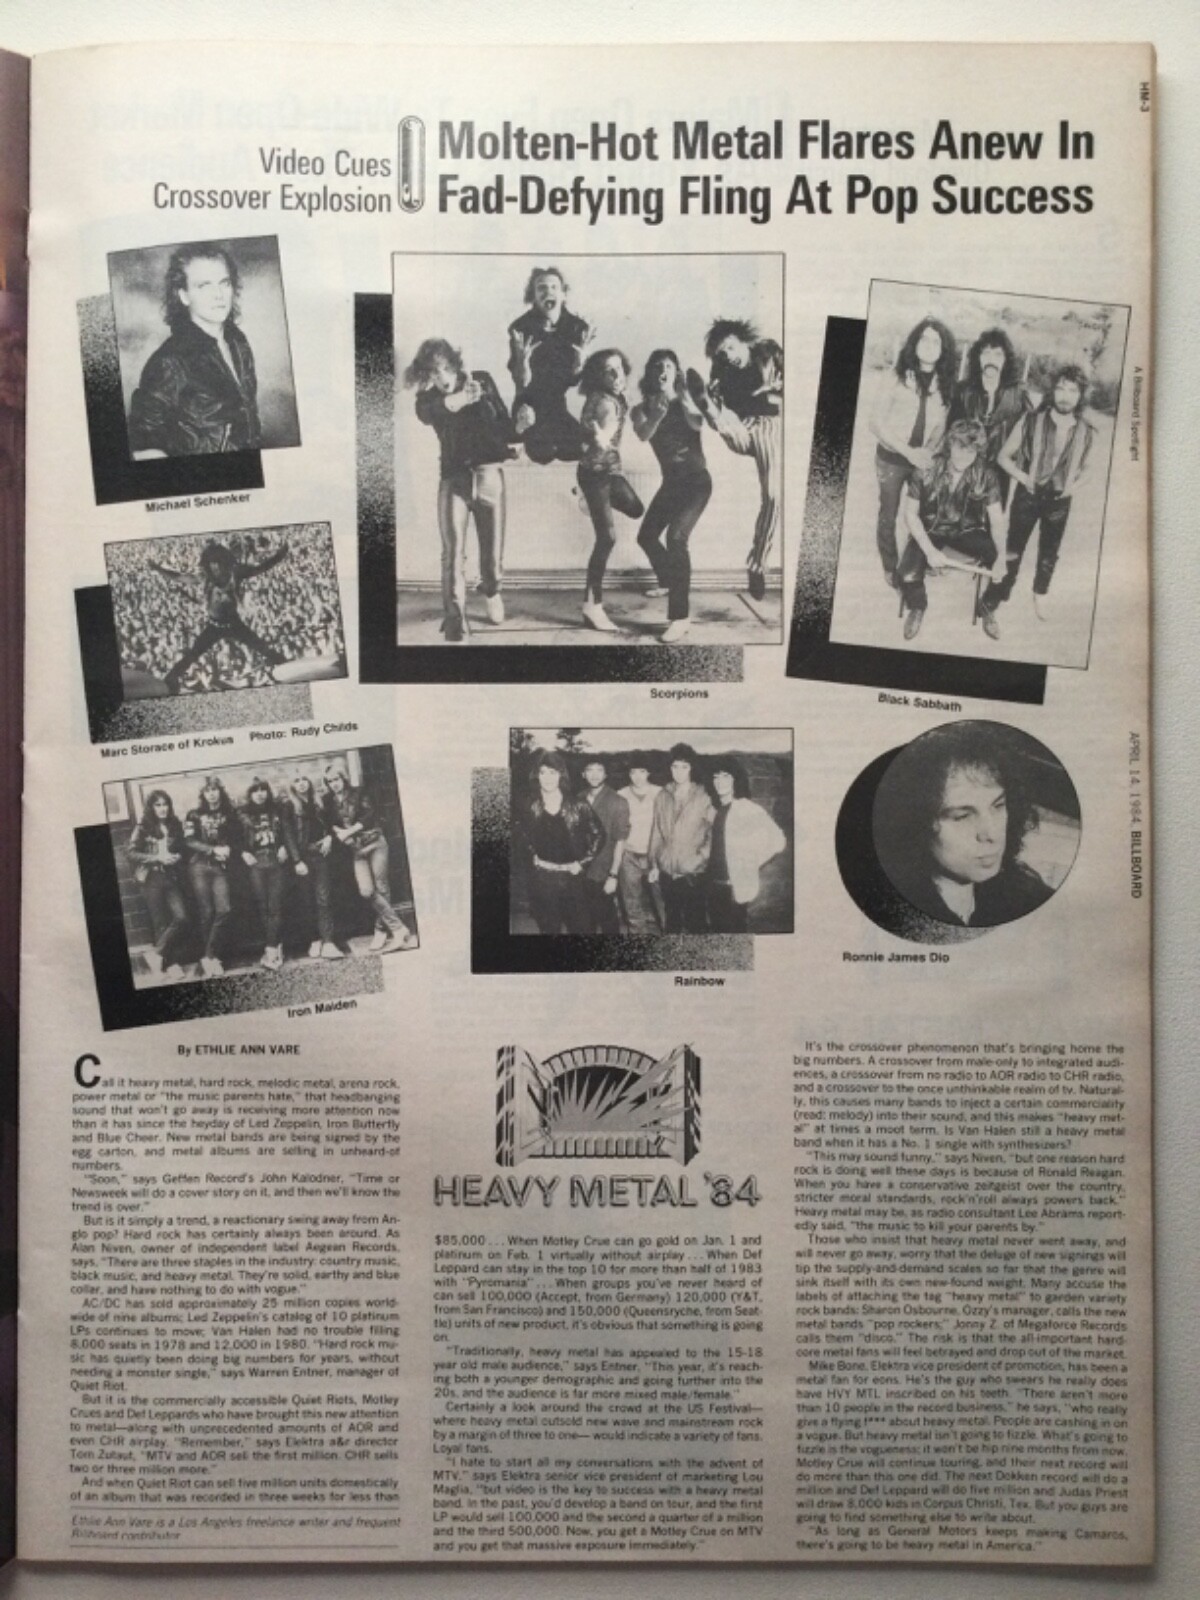 HM-3
Video Cues
Crossover Explosion
Molten-Hot Metal Flares Anew In
Fad-Defying Fling At Pop Success
A Billboard Spotlight
APRIL 14, 1984, BILLBOARD
Michael Schenker
Scorpions
Black Sabbath
Marc Storace of Krokus Photo: Rudy Childs
Iron Maiden
Rainbow
Ronnie James Dio
By ETHLIE ANN VARE
Call it heavy metal, hard rock, melodic metal, arena rock,
power metal or "the music parents hate," that headbanging
sound that won't go away is receiving more attention now
than it has since the heyday of Led Zeppelin, Iron Butterfly
and Blue Cheer. New metal bands are being signed by the
egg carton, and metal albums are selling in unheard-of
numbers.
"Soon," says Geffen Record's John Kalodner, "Time or
Newsweek will do a cover story on it, and then we'll know the
trend is over."
But is it simply a trend, a reactionary swing away from An-
glo pop? Hard rock has certainly always been around. As
Alan Niven, owner of independent label Aegean Records,
says, "There are three staples in the industry: country music,
black music, and heavy metal. They're solid, earthy and blue
collar, and have nothing to do with vogue."
AC/DC has sold approximately 25 million copies world-
wide of nine albums; Led Zeppelin's catalog of 10 platinum
LPs continues to move; Van Halen had no trouble filling
8,000 seats in 1978 and 12,000 in 1980. "Hard rock mu-
sic has quietly been doing big numbers for years, without
needing a monster single," says Warren Entner, manager of
Quiet Riot.
But it is the commercially accessible Quiet Riots, Motley
Crues and Def Leppards who have brought this new attention
to metal—along with unprecedented amounts of AOR and
even CHR airplay. "Remember," says Elektra a&r director
Tom Zutaut, "MTV and AOR sell the first million. CHR sells
two or three million more."
And when Quiet Riot can sell five million units domestically
of an album that was recorded in three weeks for less than
Ethlie Ann Vare is a Los Angeles freelance writer and frequent
Billboard contributor
HEAVY METAL '84
$85,000 . . . When Motley Crue can go gold on Jan. 1 and
platinum on Feb. 1 virtually without airplay . . . When Def
Leppard can stay in the top 10 for more than half of 1983
with "Pyromania" . . . When groups you've never heard of
can sell 100,000 (Accept, from Germany) 120,000 (Y&T,
from San Francisco) and 150,000 (Queensryche, from Seat-
tle) units of new product, it's obvious that something is going
on.
"Traditionally, heavy metal has appealed to the 15-18
year old male audience," says Entner. "This year, it's reach-
ing both a younger demographic and going further into the
20s, and the audience is far more mixed male/female."
Certainly a look around the crowd at the US Festival—
where heavy metal outsold new wave and mainstream rock
by a margin of three to one—would indicate a variety of fans.
Loyal fans.
"I hate to start all my conversations with the advent of
MTV," says Elektra senior vice president of marketing Lou
Maglia, "but video is the key to success with a heavy metal
band. In the past, you'd develop a band on tour, and the first
LP would sell 100,000 and the second a quarter of a million
and the third 500,000. Now, you get a Motley Crue on MTV
and you get that massive exposure immediately."
It's the crossover phenomenon that's bringing home the
big numbers. A crossover from male-only to integrated audi-
ences, a crossover from no radio to AOR radio to CHR radio,
and a crossover to the once unthinkable realm of tv. Natural-
ly, this causes many bands to inject a certain commerciality
(read: melody) into their sound, and this makes "heavy met-
al" at times a moot term. Is Van Halen still a heavy metal
band when it has a No. 1 single with synthesizers?
"This may sound funny," says Niven, "but one reason hard
rock is doing well these days is because of Ronald Reagan.
When you have a conservative zeitgeist over the country,
stricter moral standards, rock'n'roll always powers back."
Heavy metal may be, as radio consultant Lee Abrams report-
edly said, "the music to kill your parents by."
Those who insist that heavy metal never went away, and
will never go away, worry that the deluge of new signings will
tip the supply-and-demand scales so far that the genre will
sink itself with its own new-found weight. Many accuse the
labels of attaching the tag "heavy metal" to garden variety
rock bands: Sharon Osbourne, Ozzy's manager, calls the new
metal bands "pop rockers;" Jonny Z. of Megaforce Records
calls them "disco." The risk is that the all-important hard-
core metal fans will feel betrayed and drop out of the market.
Mike Bone, Elektra vice president of promotion, has been a
metal fan for eons. He's the guy who swears he really does
have HVY MTL inscribed on his teeth. "There aren't more
than 10 people in the record business," he says, "who really
give a flying f*** about heavy metal. People are cashing in on
a vogue. But heavy metal isn't going to fizzle. What's going to
fizzle is the vogueness; it won't be hip nine months from now.
Motley Crue will continue touring, and their next record will
do more than this one did. The next Dokken record will do a
million and Def Leppard will do five million and Judas Priest
will draw 8,000 kids in Corpus Christi, Tex. But you guys are
going to find something else to write about.
"As long as General Motors keeps making Camaros,
there's going to be heavy metal in America."